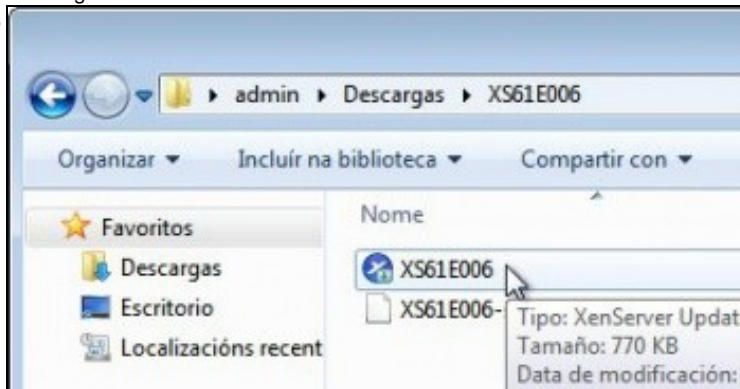 admin ▸ Descargas ▸ XS61E006
Organizar ▾ Incluír na biblioteca ▾ Compartir con ▾
Favoritos
Descargas
Escritorio
Localizacións recent
Nome
XS61E006
XS61E006-
Tipo: XenServer Updat
Tamaño: 770 KB
Data de modificación: